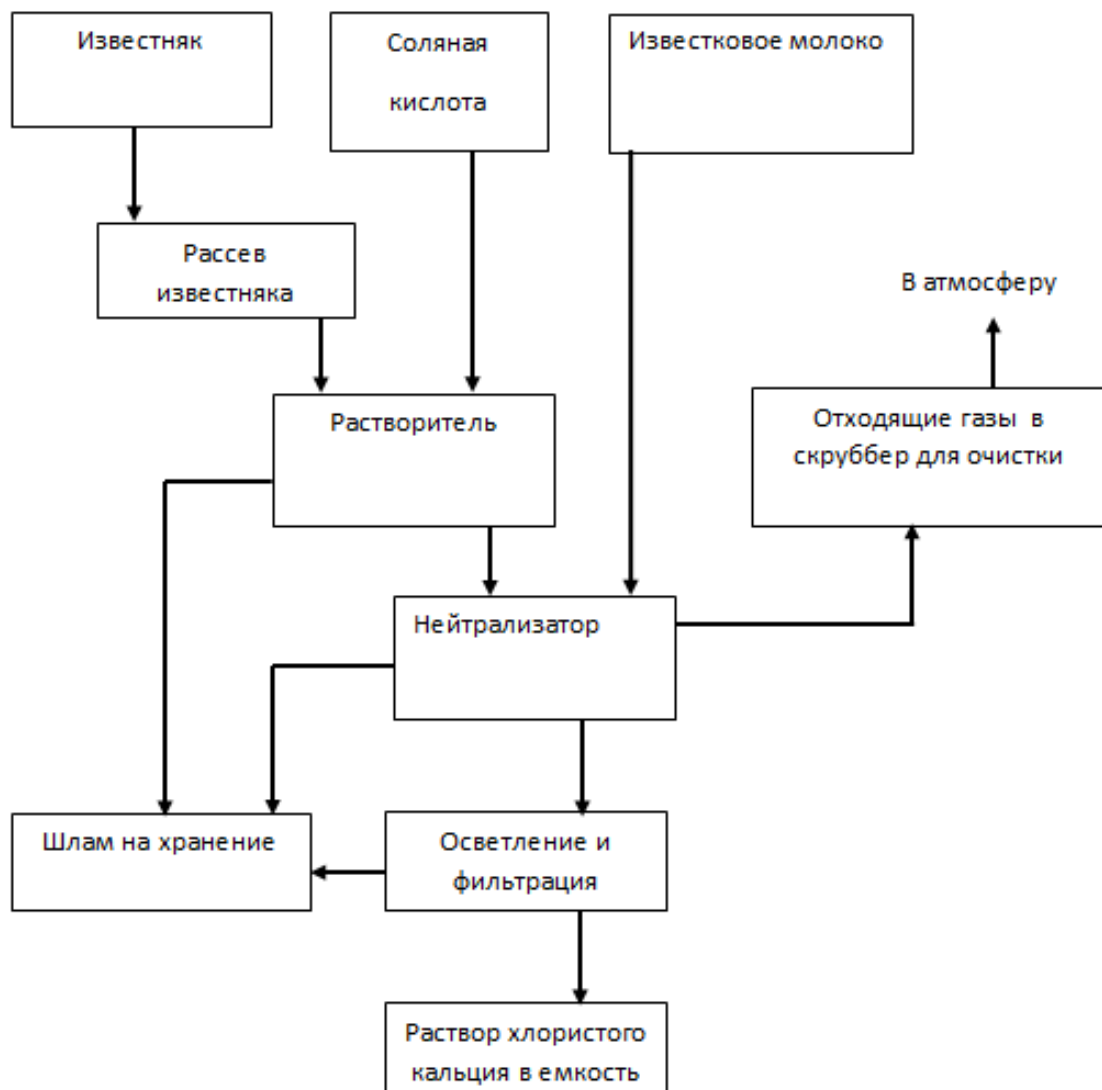 Известняк
Соляная
кислота
Известковое молоко
Рассев
известняка
В атмосферу
Растворитель
Отходящие газы в
скруббер для очистки
Нейтрализатор
Шлам на хранение
Осветление и
фильтрация
Раствор хлористого
кальция в емкость